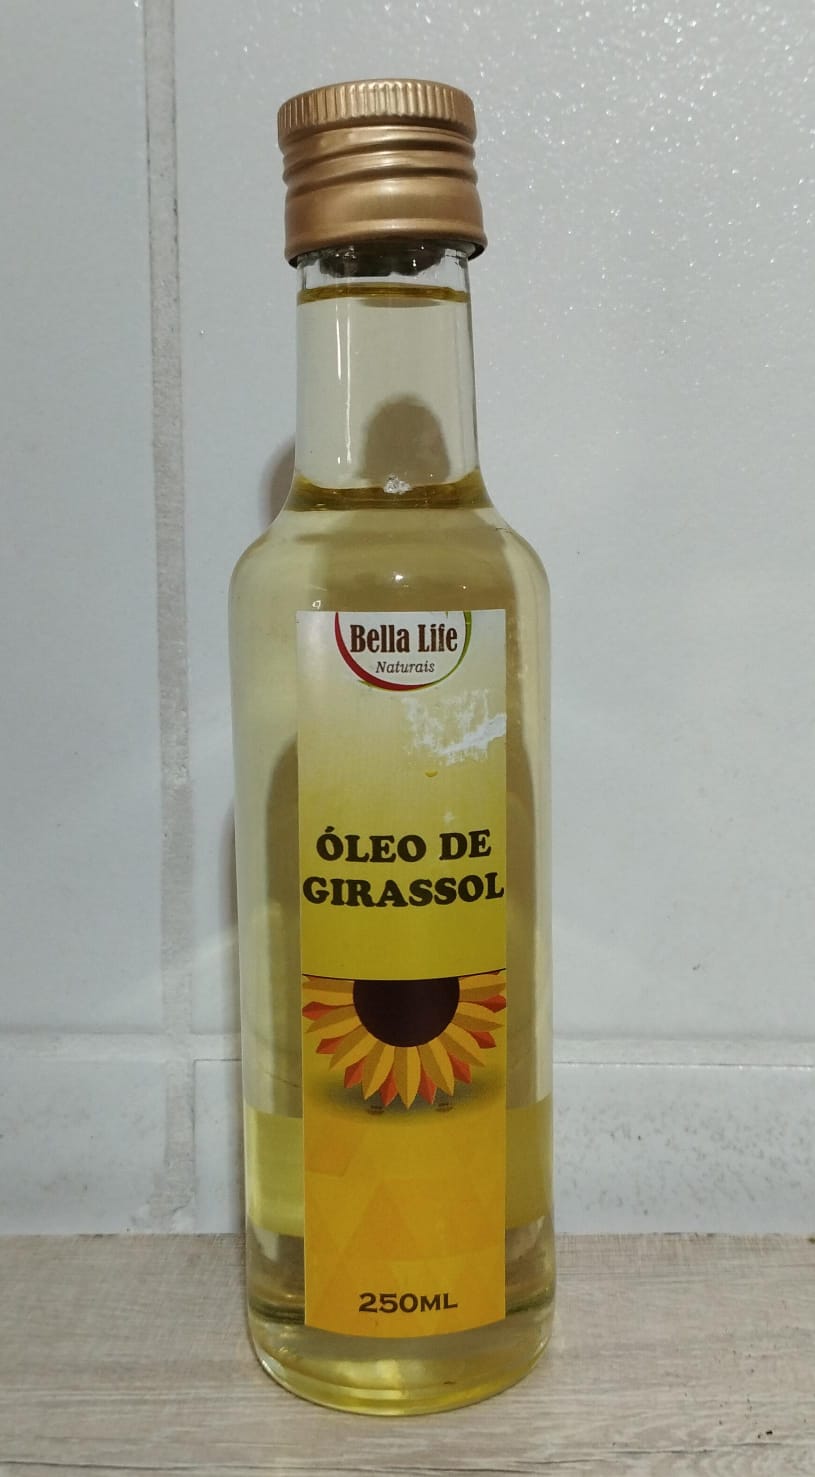 Bella Life
Naturais
ÓLEO DE
GIRASSOL
250ML